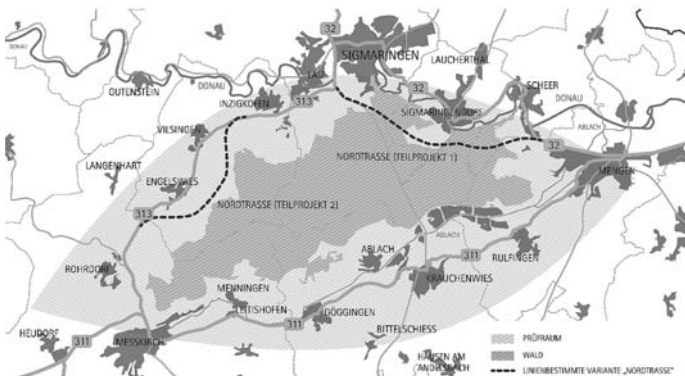 32
SIGMARINGEN
LAUCHERTHAL
DONAU
DONAU
GUTENSTEIN
LAIZ
313
INZIGKOFEN
32
SCHEER
SIGMARINGENDORF
DONAU
VILSINGEN
ABLACH
32
LANGENHART
NORDTRASSE (TEILPROJEKT 1)
MENGEN
ENGELSWIES
NORDTRASSE (TEILPROJEKT 2)
313
ABLACH
ABLACH
311
RULFINGEN
ROHRDORF
KRAUCHENWIES
MENNINGEN
LEITISHOFEN
GÖGGINGEN
311
HEUDORF
BITTELSCHIESS
311
MESSKIRCH
HAUSEN AM
ANDELSBACH
PRÜFRAUM
WALD
LINIENBESTIMMTE VARIANTE „NORDTRASSE“